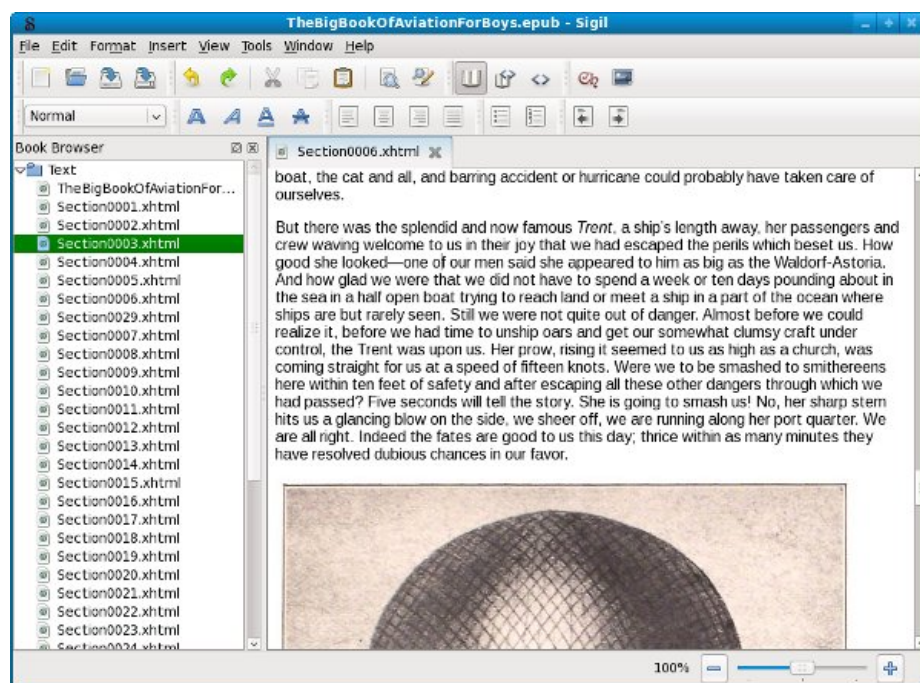 TheBigBookOfAviationForBoys.epub - Sigil
File Edit Format Insert View Tools Window Help
Normal
Book Browser
Section0006.xhtml
Text
TheBigBookOfAviationFor...
Section0001.xhtml
Section0002.xhtml
Section0003.xhtml
Section0004.xhtml
Section0005.xhtml
Section0006.xhtml
Section0029.xhtml
Section0007.xhtml
Section0008.xhtml
Section0009.xhtml
Section0010.xhtml
Section0011.xhtml
Section0012.xhtml
Section0013.xhtml
Section0014.xhtml
Section0015.xhtml
Section0016.xhtml
Section0017.xhtml
Section0018.xhtml
Section0019.xhtml
Section0020.xhtml
Section0021.xhtml
Section0022.xhtml
Section0023.xhtml
Section0024.xhtml
boat, the cat and all, and barring accident or hurricane could probably have taken care of
ourselves.
But there was the splendid and now famous Trent, a ship's length away, her passengers and
crew waving welcome to us in their joy that we had escaped the perils which beset us. How
good she looked—one of our men said she appeared to him as big as the Waldorf-Astoria.
And how glad we were that we did not have to spend a week or ten days pounding about in
the sea in a half open boat trying to reach land or meet a ship in a part of the ocean where
ships are but rarely seen. Still we were not quite out of danger. Almost before we could
realize it, before we had time to unship oars and get our somewhat clumsy craft under
control, the Trent was upon us. Her prow, rising it seemed to us as high as a church, was
coming straight for us at a speed of fifteen knots. Were we to be smashed to smithereens
here within ten feet of safety and after escaping all these other dangers through which we
had passed? Five seconds will tell the story. She is going to smash us! No, her sharp stem
hits us a glancing blow on the side, we sheer off, we are running along her port quarter. We
are all right. Indeed the fates are good to us this day; thrice within as many minutes they
have resolved dubious chances in our favor.
100%